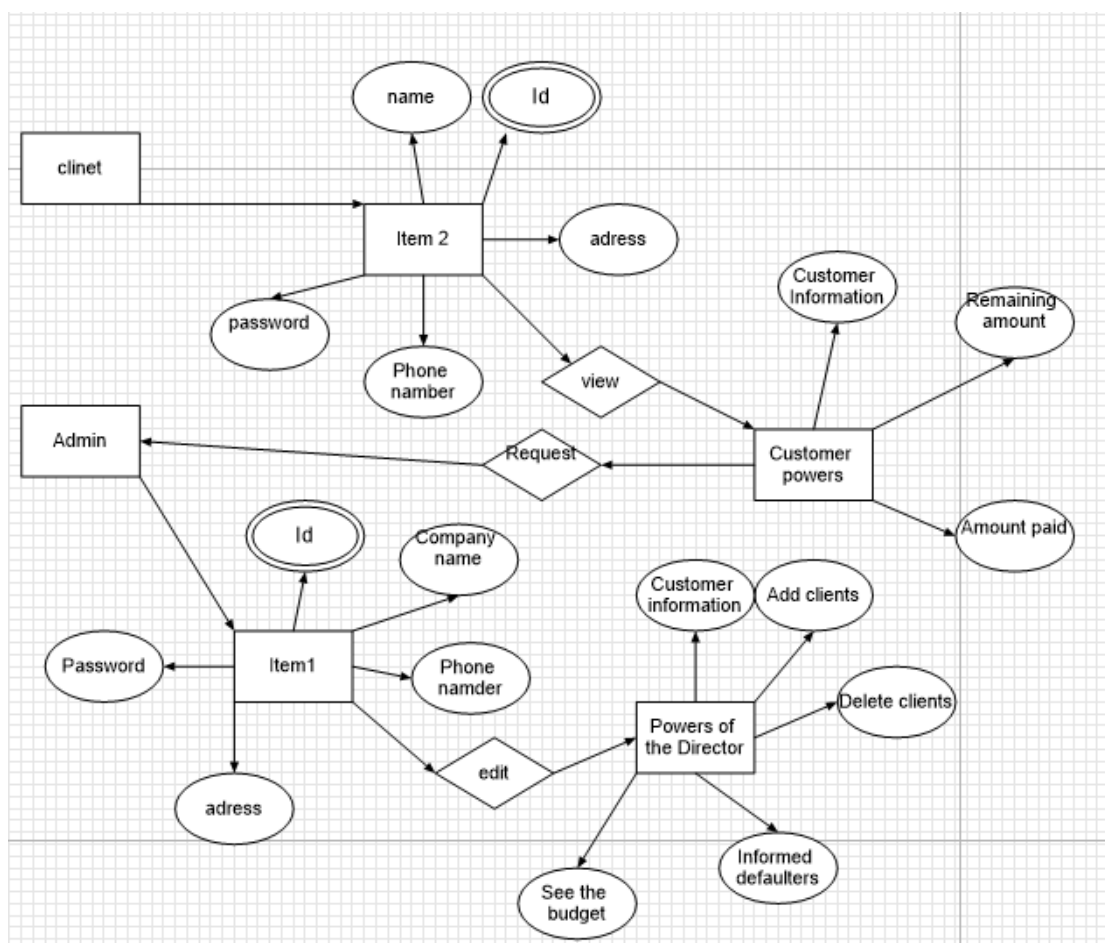 name
Id
clinet
Item 2
adress
Customer
Information
Remaining
amount
password
Phone
namber
view
Admin
Request
Customer
powers
Id
Company
name
Amount paid
Customer
information
Add clients
Password
Item1
Phone
namder
Delete clients
Powers of
the Director
edit
adress
Informed
defaulters
See the
budget